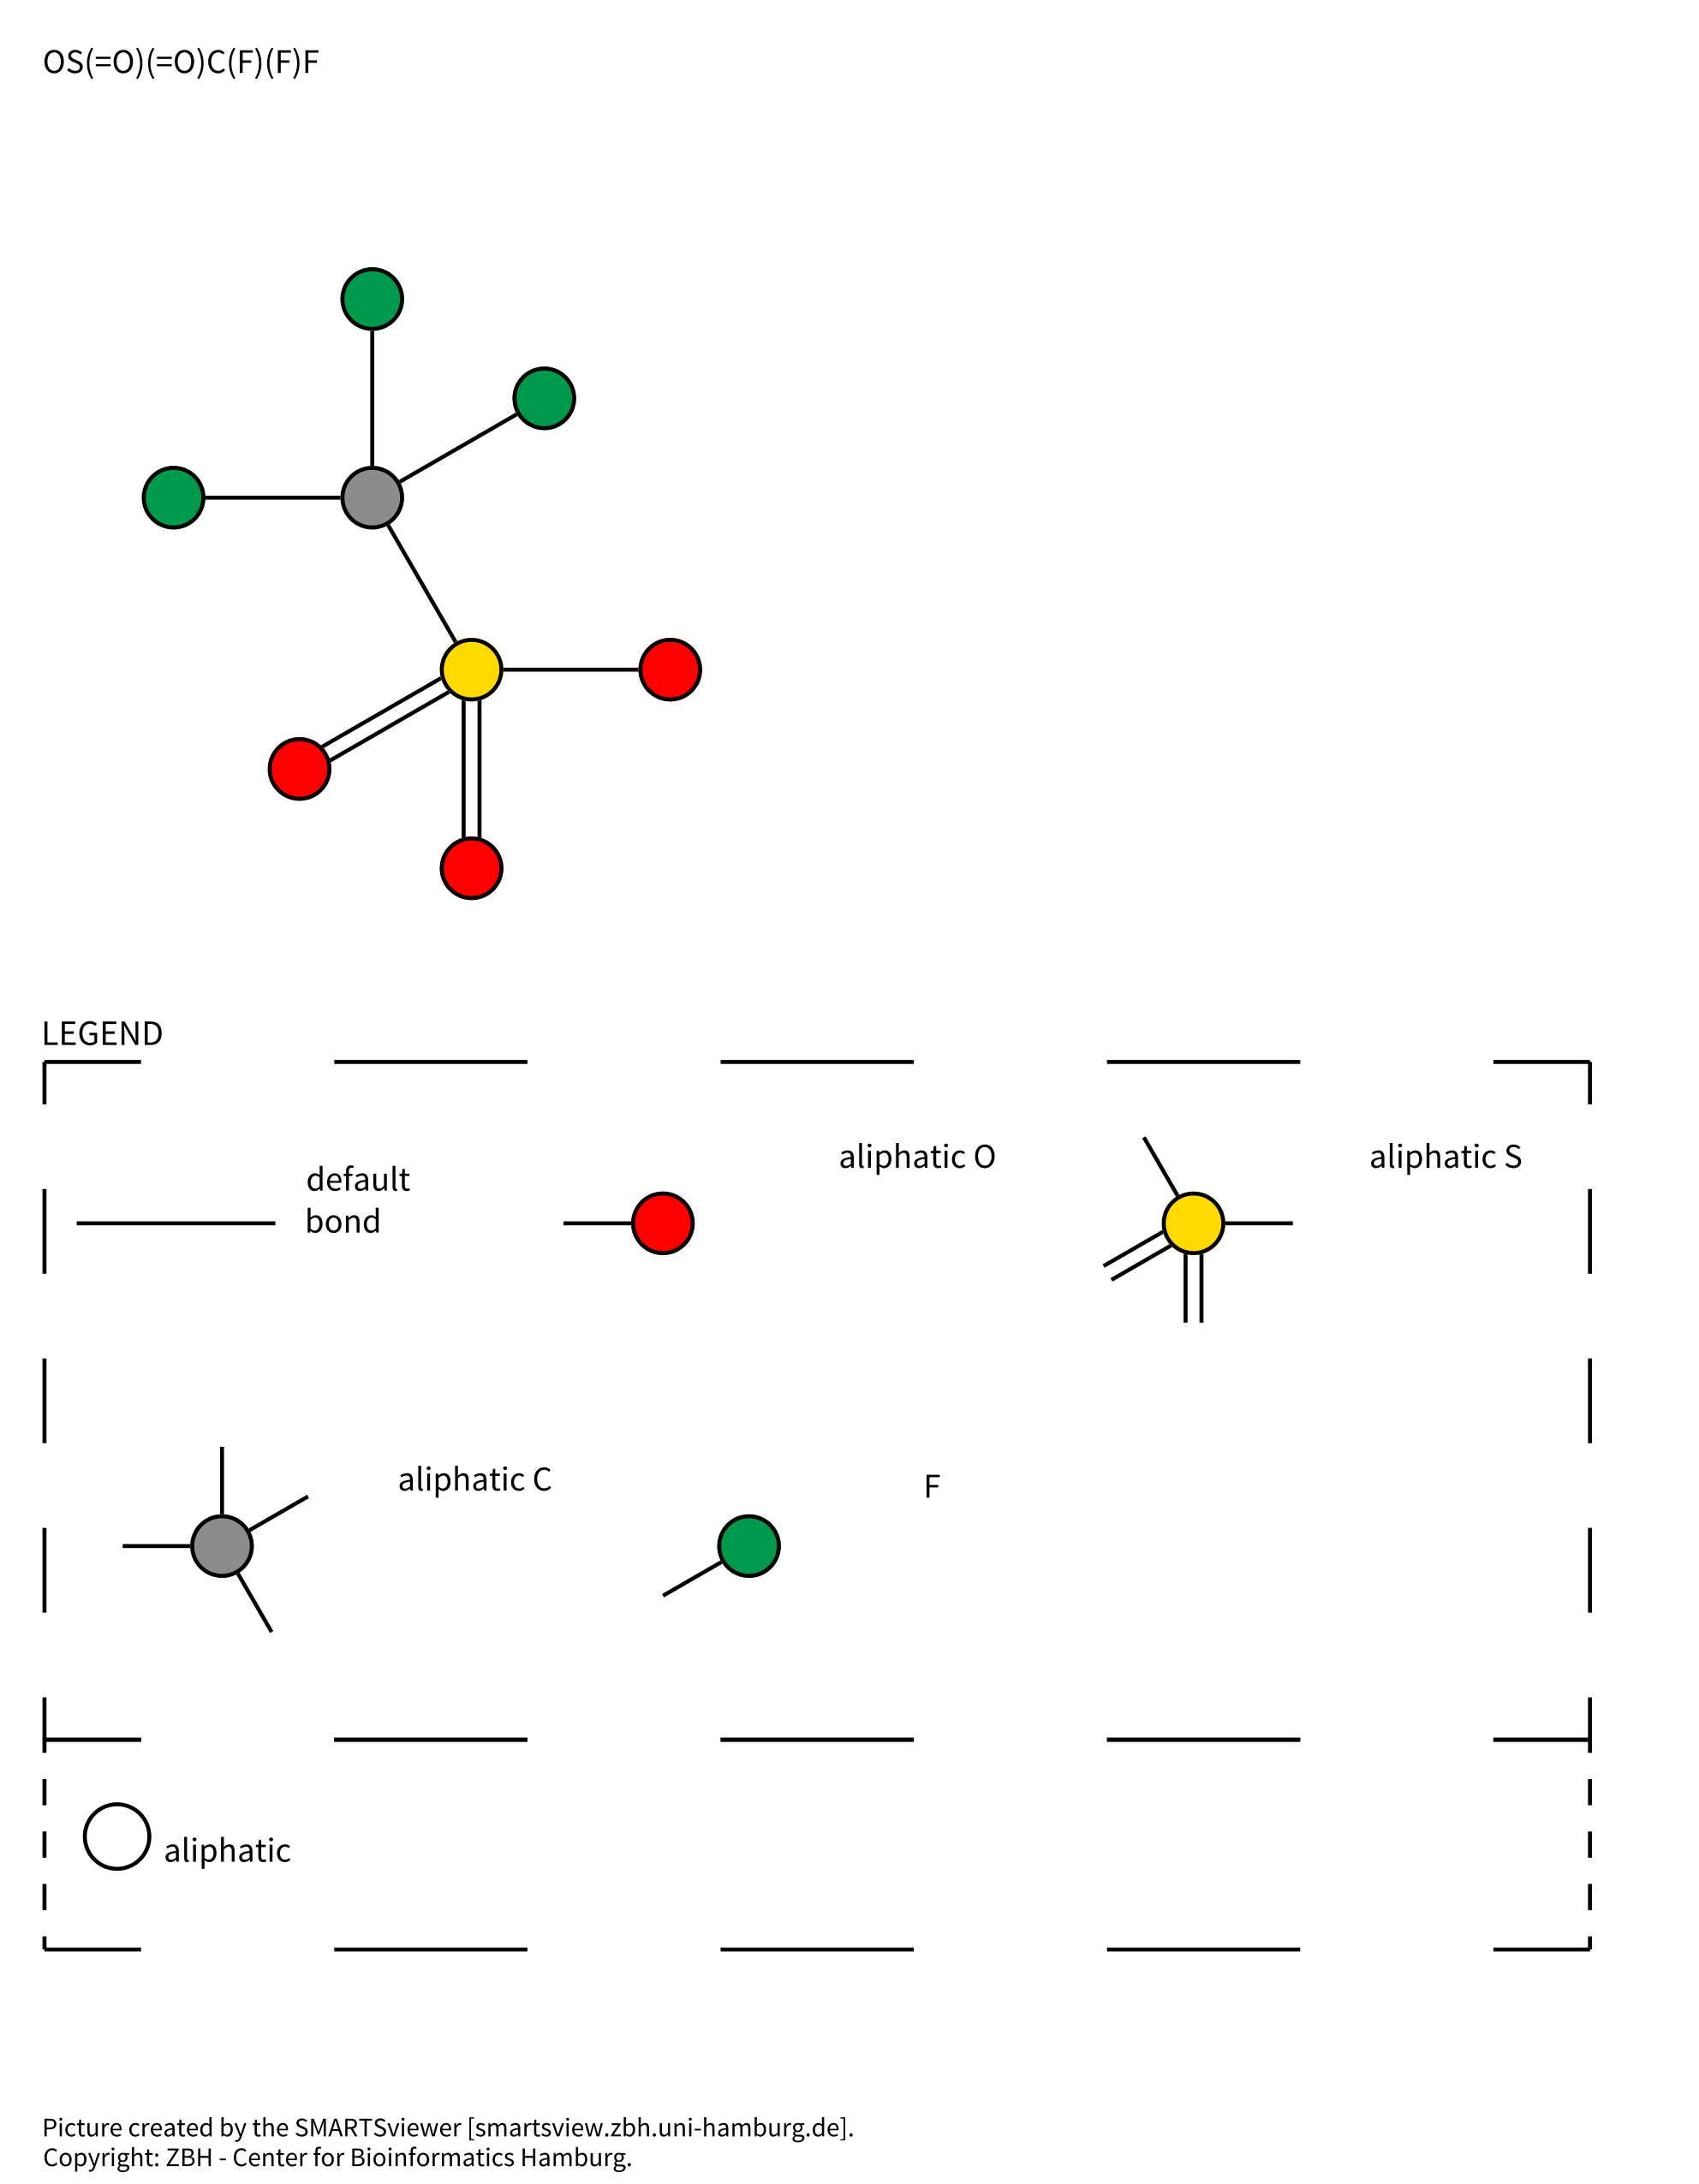 OS(=O)(=O)C(F)(F)F
LEGEND
default
bond
aliphatic O
aliphatic S
aliphatic C
F
aliphatic
Picture created by the SMARTSviewer [smartsview.zbh.uni-hamburg.de].
Copyright: ZBH - Center for Bioinformatics Hamburg.